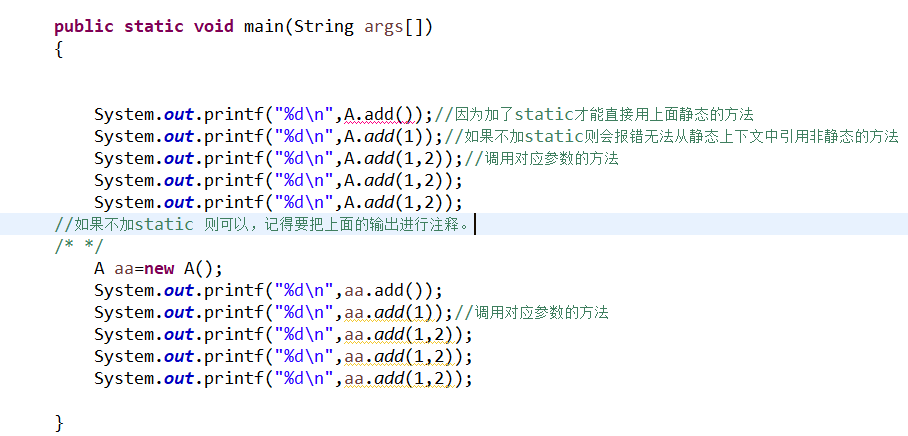 public static void main(String args[])
{
System.out.printf("%d\n",A.add());//因为加了static才能直接用上面静态的方法
System.out.printf("%d\n",A.add(1));//如果不加static则会报错无法从静态上下文中引用非静态的方法
System.out.printf("%d\n",A.add(1,2));//调用对应参数的方法
System.out.printf("%d\n",A.add(1,2));
System.out.printf("%d\n",A.add(1,2));
//如果不加static 则可以，记得要把上面的输出进行注释。
/* */
A aa=new A();
System.out.printf("%d\n",aa.add());
System.out.printf("%d\n",aa.add(1));//调用对应参数的方法
System.out.printf("%d\n",aa.add(1,2));
System.out.printf("%d\n",aa.add(1,2));
System.out.printf("%d\n",aa.add(1,2));
}